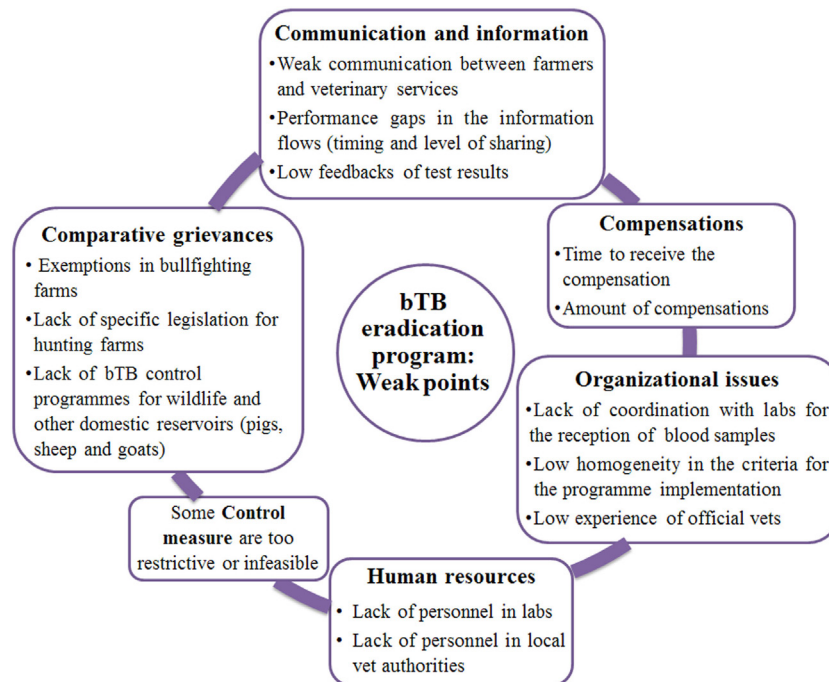 Communication and information
•Weak communication between farmers
and veterinary services
•Performance gaps in the information
flows (timing and level of sharing)
•Low feedbacks of test results
Compensations
•Time to receive the
compensation
•Amount of compensations
Organizational issues
•Lack of coordination with labs for
the reception of blood samples
•Low homogeneity in the criteria for
the programme implementation
•Low experience of official vets
Human resources
• Lack of personnel in labs
• Lack of personnel in local
vet authorities
Some Control
measure are too
restrictive or infeasible
Comparative grievances
• Exemptions in bullfighting
farms
•Lack of specific legislation for
hunting farms
•Lack of bTB control
programmes for wildlife and
other domestic reservoirs (pigs,
sheep and goats)
bTB
eradication
program:
Weak points